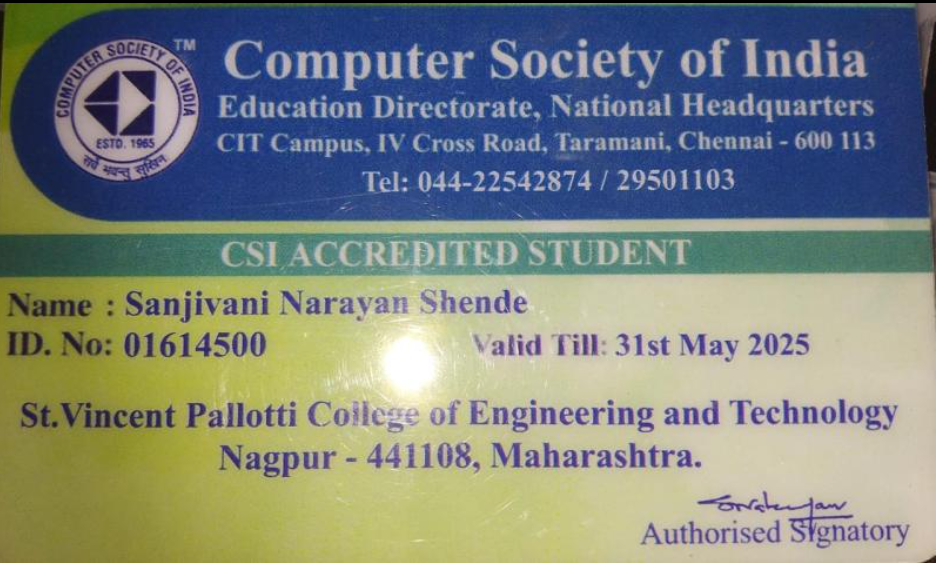 COMPUTER SOCIETY OF INDIA
TM
ESTD. 1965
सर्वे भवन्तु सुखिनः
Computer Society of India
Education Directorate, National Headquarters
CIT Campus, IV Cross Road, Taramani, Chennai - 600 113
Tel: 044-22542874 / 29501103
CSI ACCREDITED STUDENT
Name : Sanjivani Narayan Shende
ID. No: 01614500 Valid Till: 31st May 2025
St.Vincent Pallotti College of Engineering and Technology
Nagpur - 441108, Maharashtra.
Authorised Signatory